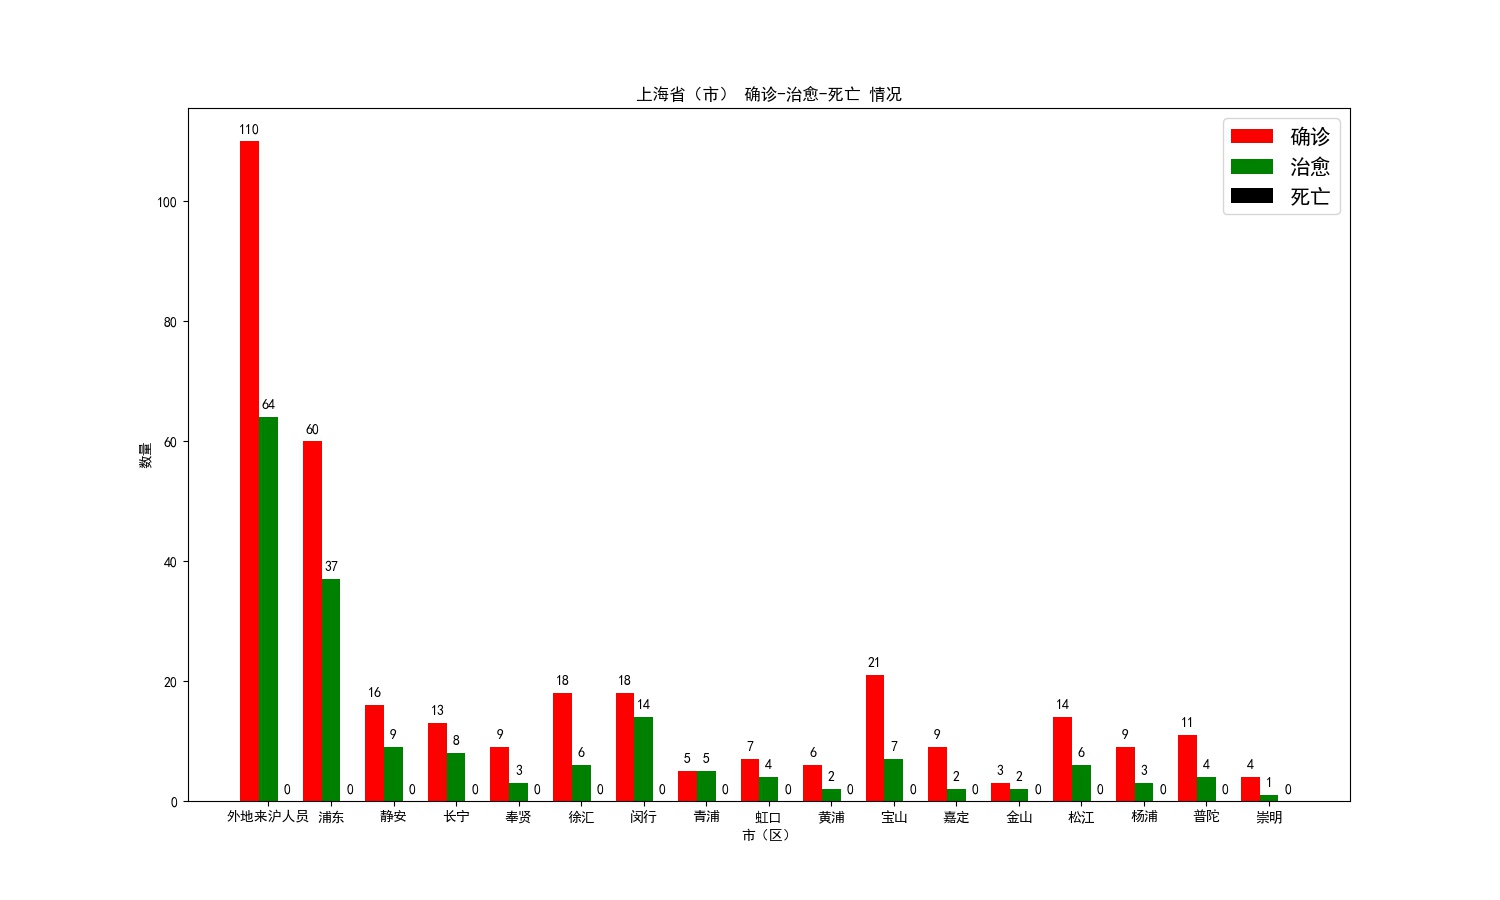 上海省（市） 确诊-治愈-死亡 情况
确诊
治愈
死亡
数量
100
80
60
40
20
0
110 64 0
60 37 0
16 9 0
13 8 0
9 3 0
18 6 0
18 14 0
5 5 0
7 4 0
6 2 0
21 7 0
9 2 0
3 2 0
14 6 0
9 3 0
11 4 0
4 1 0
外地来沪人员 浦东 静安 长宁 奉贤 徐汇 闵行 青浦 虹口 黄浦 宝山 嘉定 金山 松江 杨浦 普陀 崇明
市（区）